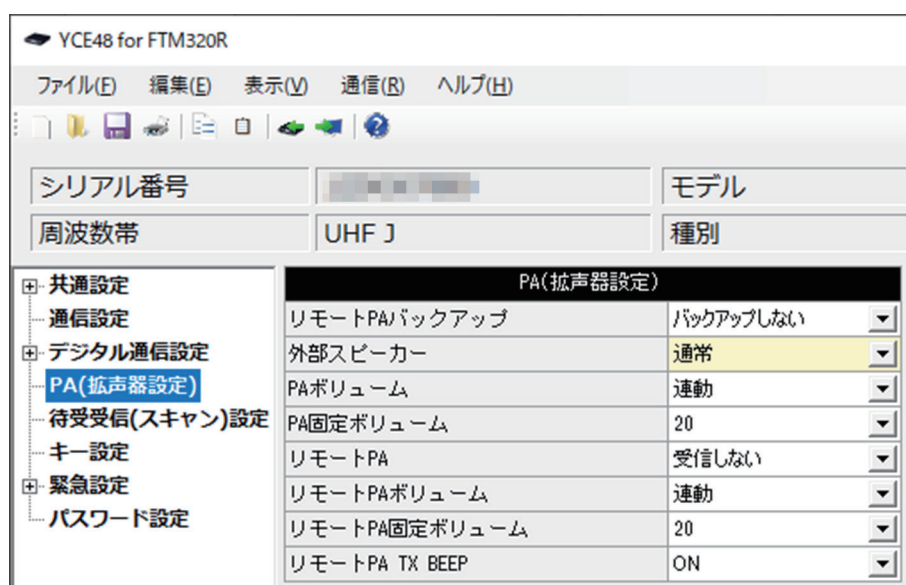 YCE48 for FTM320R
ファイル(F) 編集(E) 表示(V) 通信(R) ヘルプ(H)
シリアル番号 モデル
周波数帯 UHF J 種別
共通設定
通信設定
デジタル通信設定
PA(拡声器設定)
待受受信(スキャン)設定
キー設定
緊急設定
パスワード設定
PA(拡声器設定)
リモートPAバックアップ バックアップしない
外部スピーカー 通常
PAボリューム 連動
PA固定ボリューム 20
リモートPA 受信しない
リモートPAボリューム 連動
リモートPA固定ボリューム 20
リモートPA TX BEEP ON